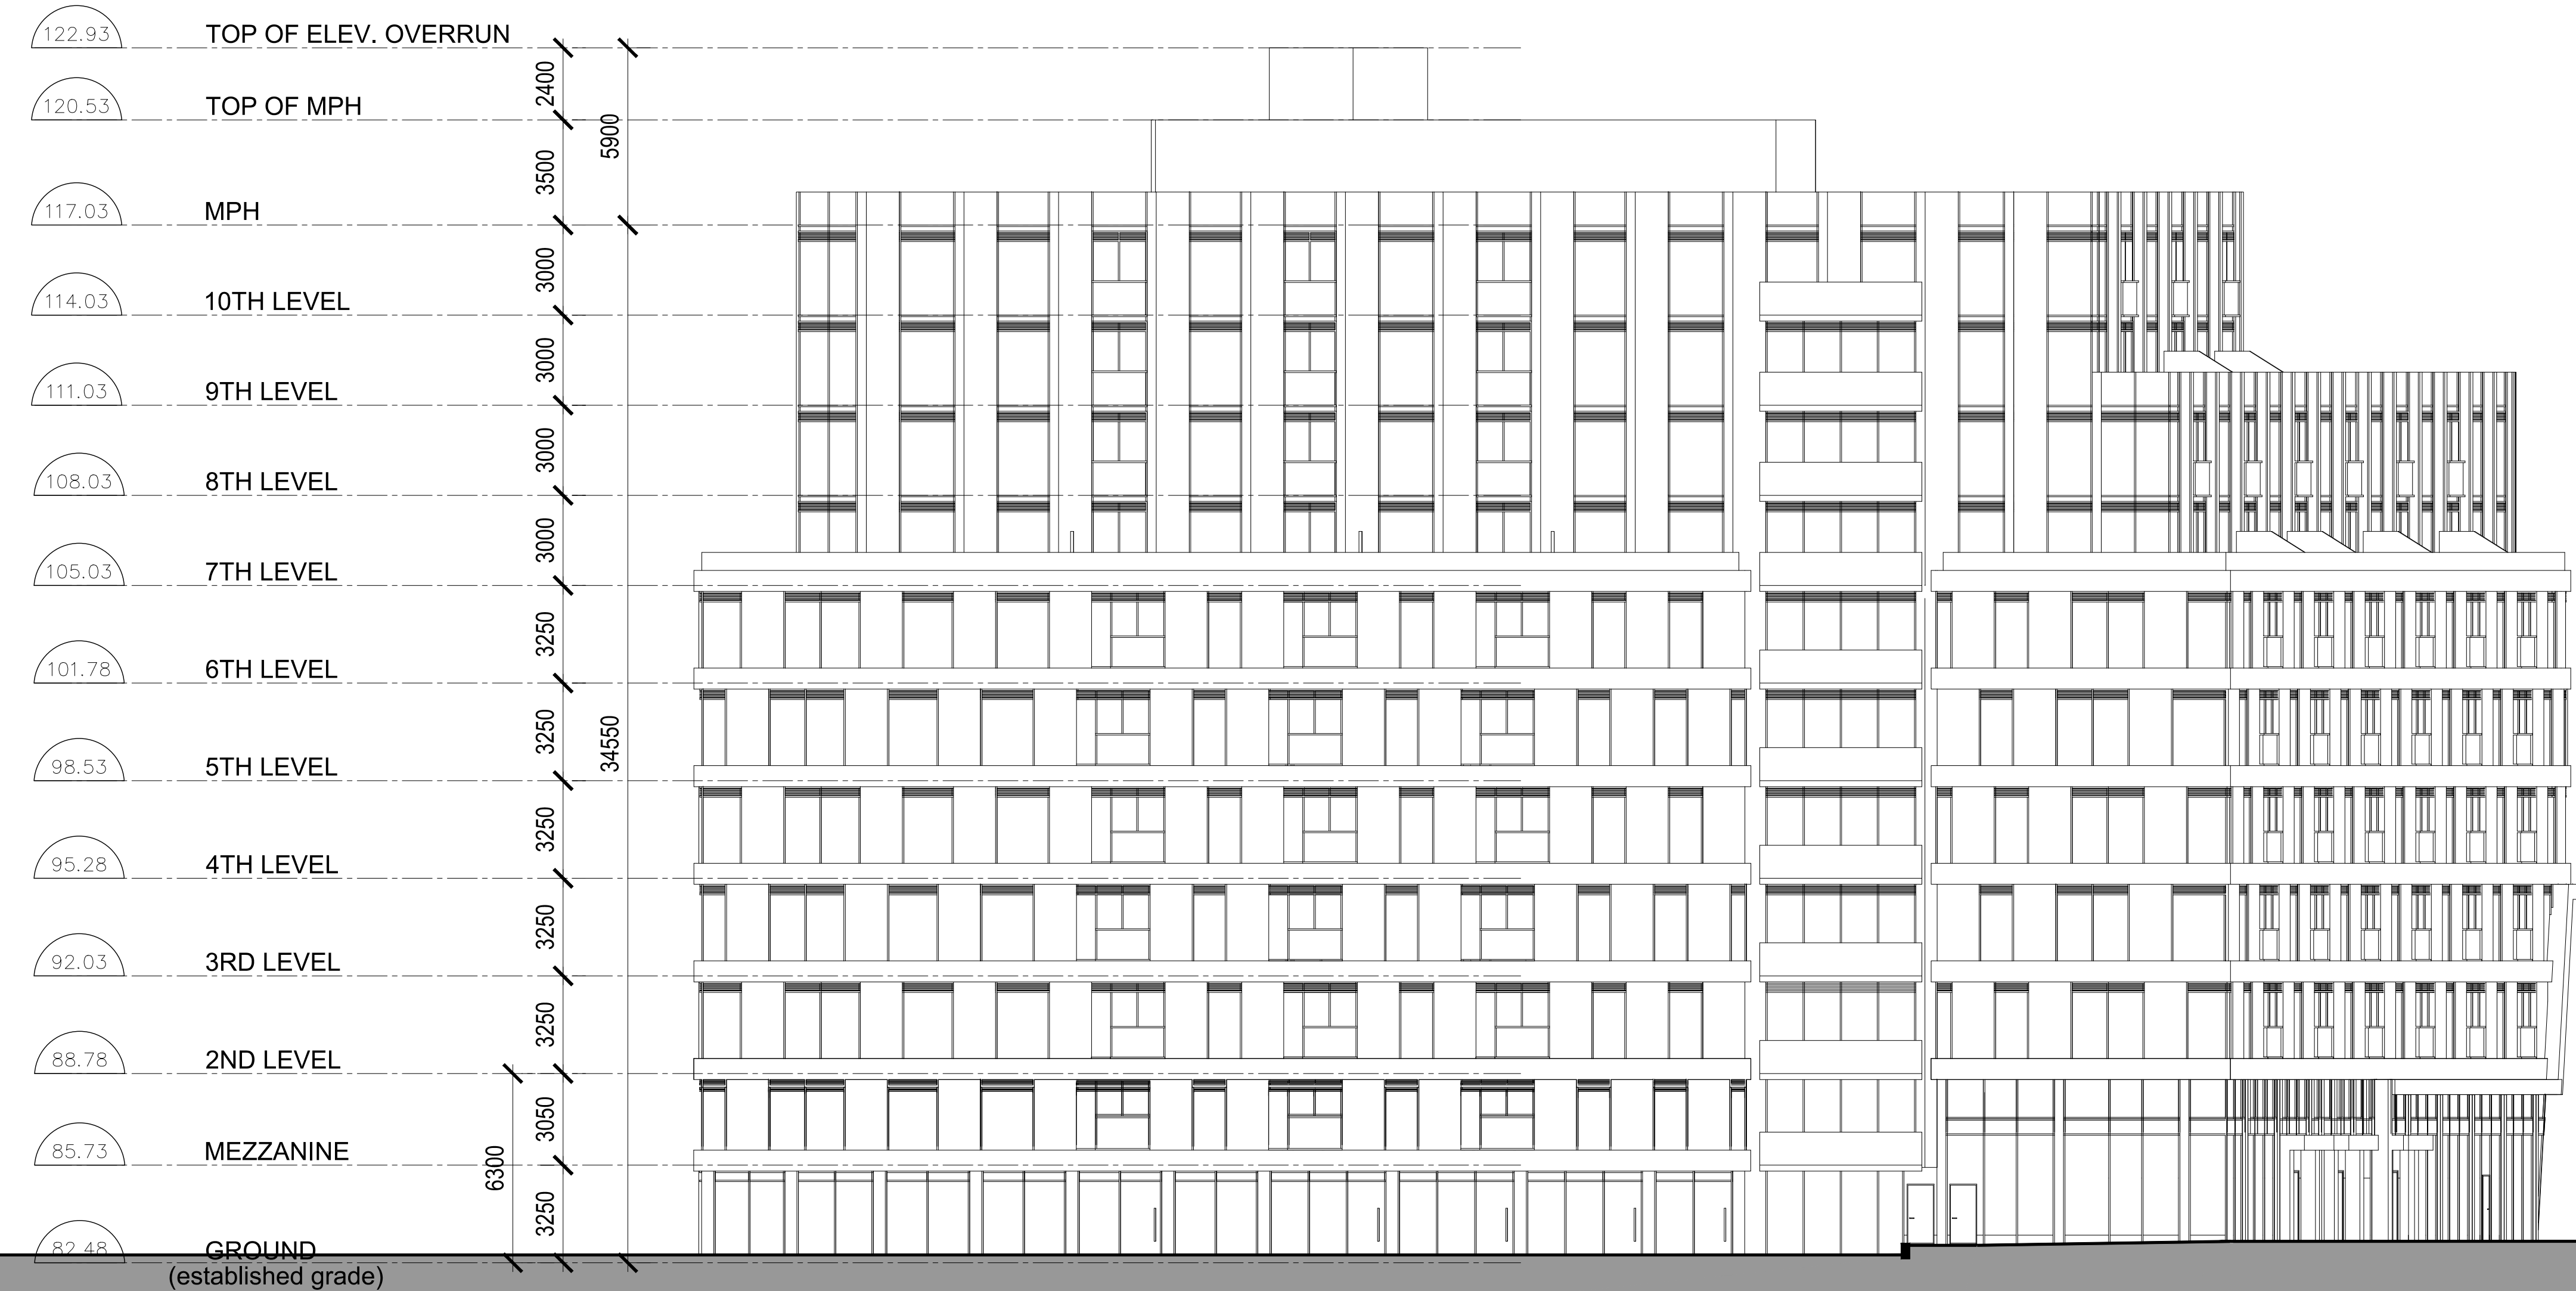 122.93 TOP OF ELEV. OVERRUN
2400
120.53 TOP OF MPH
5900
3500
117.03 MPH
3000
114.03 10TH LEVEL
3000
111.03 9TH LEVEL
3000
108.03 8TH LEVEL
3000
105.03 7TH LEVEL
3250
101.78 6TH LEVEL
3250
34550
98.53 5TH LEVEL
3250
95.28 4TH LEVEL
3250
92.03 3RD LEVEL
3250
88.78 2ND LEVEL
3050
85.73 MEZZANINE
6300
3250
82.48 GROUND
(established grade)